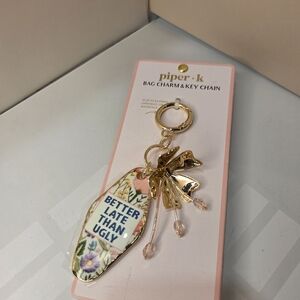 piper + k
BAG CHARM & KEY CHAIN
BETTER
LATE
THAN
UGLY